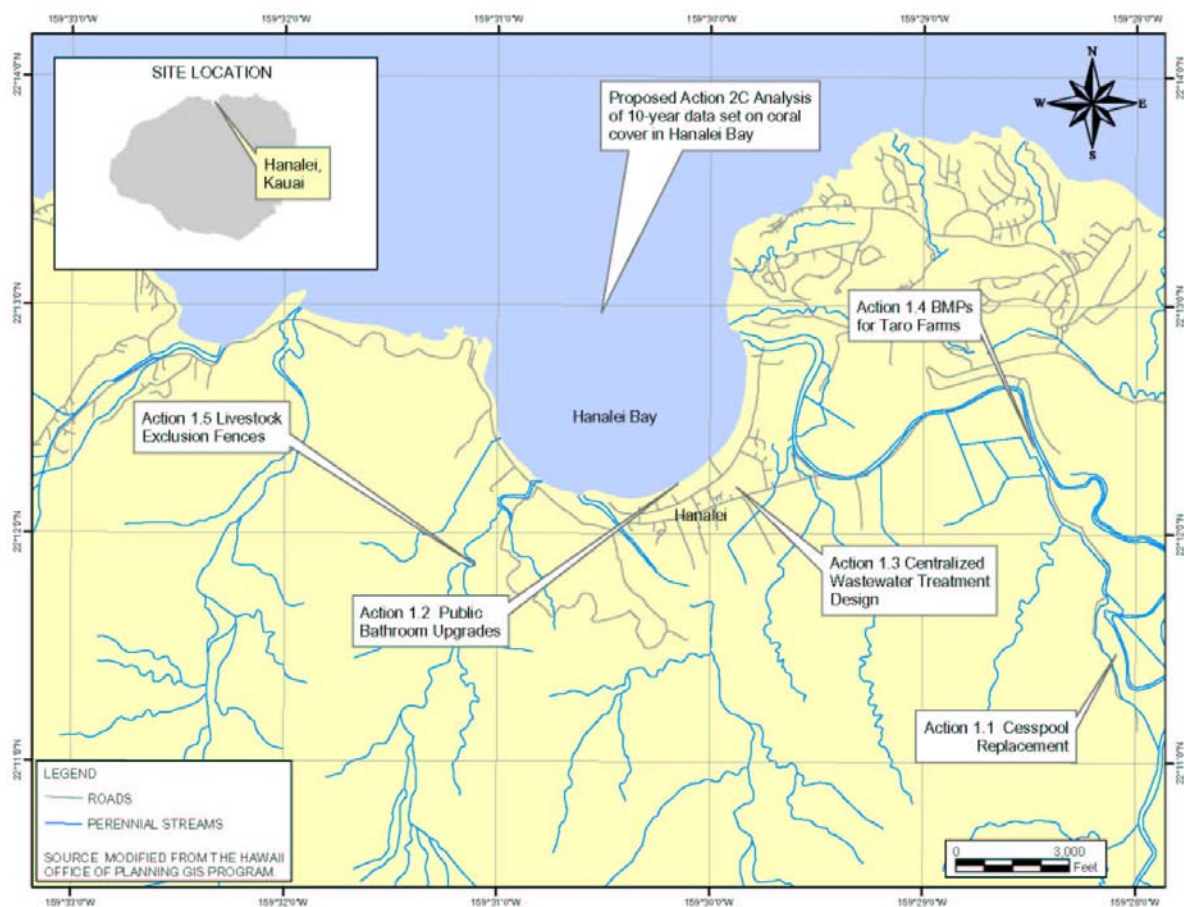 159°33'0"W
159°32'0"W
159°31'0"W
159°30'0"W
159°29'0"W
159°28'0"W
22°14'0"N
22°14'0"N
SITE LOCATION
Hanalei,
Kauai
Proposed Action 2C Analysis
of 10-year data set on coral
cover in Hanalei Bay
N
W
E
S
22°13'0"N
22°13'0"N
Action 1.4 BMPs
for Taro Farms
Action 1.5 Livestock
Exclusion Fences
Hanalei Bay
Hanalei
22°12'0"N
22°12'0"N
Action 1.2 Public
Bathroom Upgrades
Action 1.3 Centralized
Wastewater Treatment
Design
Action 1.1 Cesspool
Replacement
22°11'0"N
22°11'0"N
LEGEND
ROADS
PERENNIAL STREAMS
SOURCE MODIFIED FROM THE HAWAII
OFFICE OF PLANNING GIS PROGRAM.
0 3,000
Feet
159°33'0"W
159°32'0"W
159°31'0"W
159°30'0"W
159°29'0"W
159°28'0"W